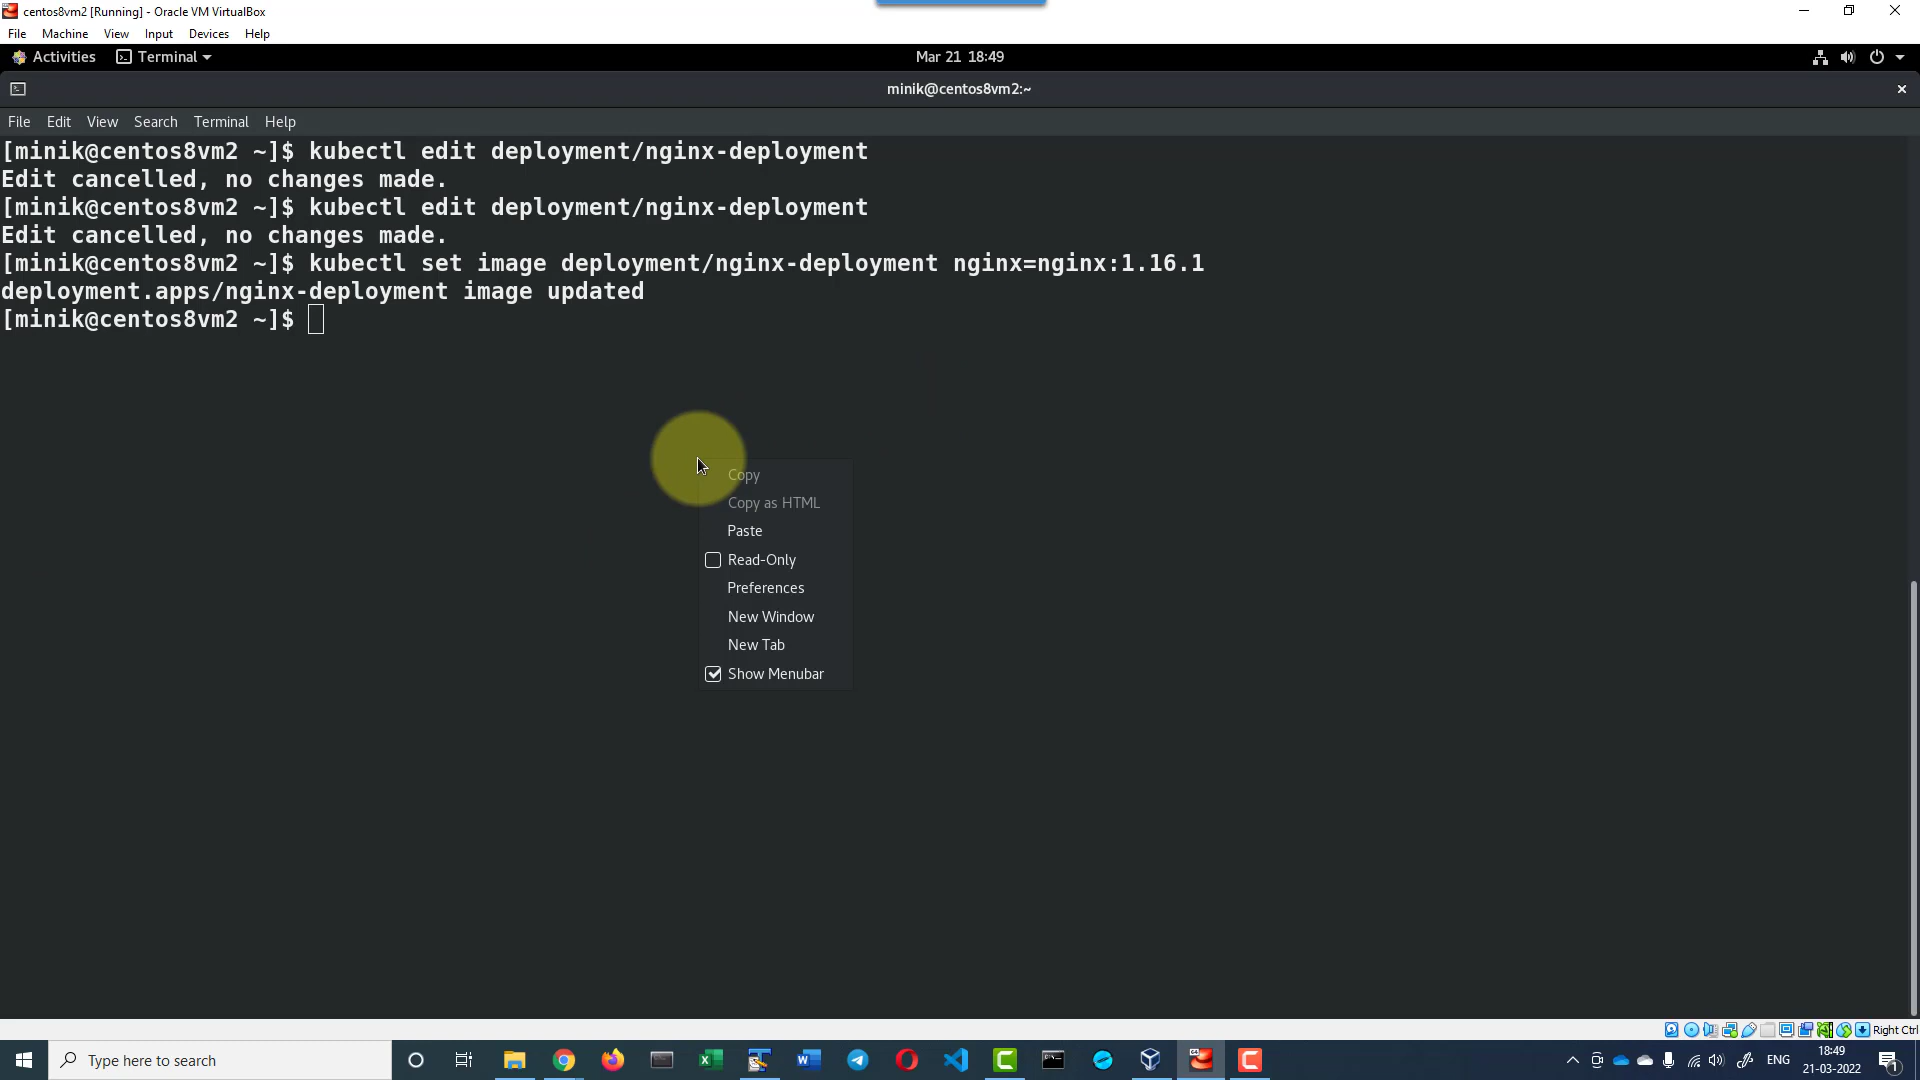 centos8vm2 [Running] - Oracle VM VirtualBox
File Machine View Input Devices Help
Activities Terminal Mar 21 18:49
minik@centos8vm2:~
File Edit View Search Terminal Help
[minik@centos8vm2 ~]$ kubectl edit deployment/nginx-deployment
Edit cancelled, no changes made.
[minik@centos8vm2 ~]$ kubectl edit deployment/nginx-deployment
Edit cancelled, no changes made.
[minik@centos8vm2 ~]$ kubectl set image deployment/nginx-deployment nginx=nginx:1.16.1
deployment.apps/nginx-deployment image updated
[minik@centos8vm2 ~]$
Copy
Copy as HTML
Paste
Read-Only
Preferences
New Window
New Tab
Show Menubar
Right Ctrl
Type here to search
ENG
18:49
21-03-2022
1